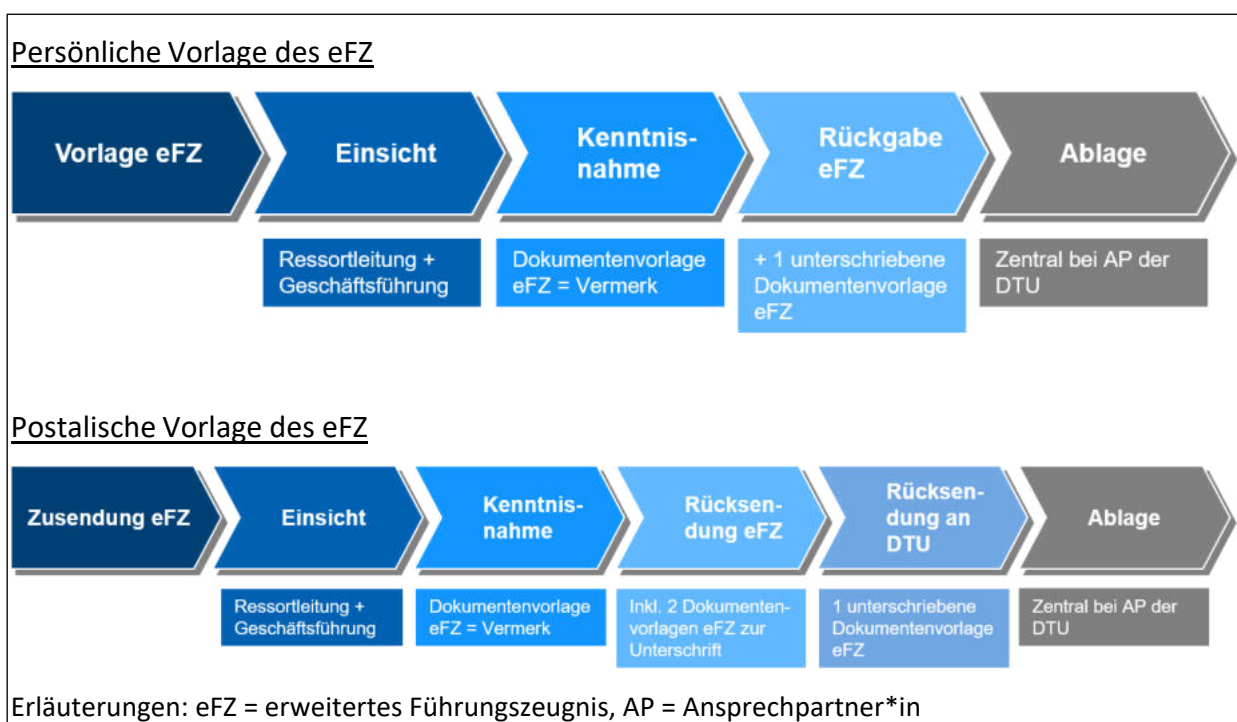 Persönliche Vorlage des eFZ
Vorlage eFZ
Einsicht
Kenntnis-
nahme
Rückgabe
eFZ
Ablage
Ressortleitung +
Geschäftsführung
Dokumentenvorlage
eFZ = Vermerk
+ 1 unterschriebene
Dokumentenvorlage
eFZ
Zentral bei AP der
DTU
Postalische Vorlage des eFZ
Zusendung eFZ
Einsicht
Kenntnis-
nahme
Rücksen-
dung eFZ
Rücksen-
dung an
DTU
Ablage
Ressortleitung +
Geschäftsführung
Dokumentenvorlage
eFZ = Vermerk
Inkl. 2 Dokumenten-
vorlagen eFZ zur
Unterschrift
1 unterschriebene
Dokumentenvorlage
eFZ
Zentral bei AP der
DTU
Erläuterungen: eFZ = erweitertes Führungszeugnis, AP = Ansprechpartner*in